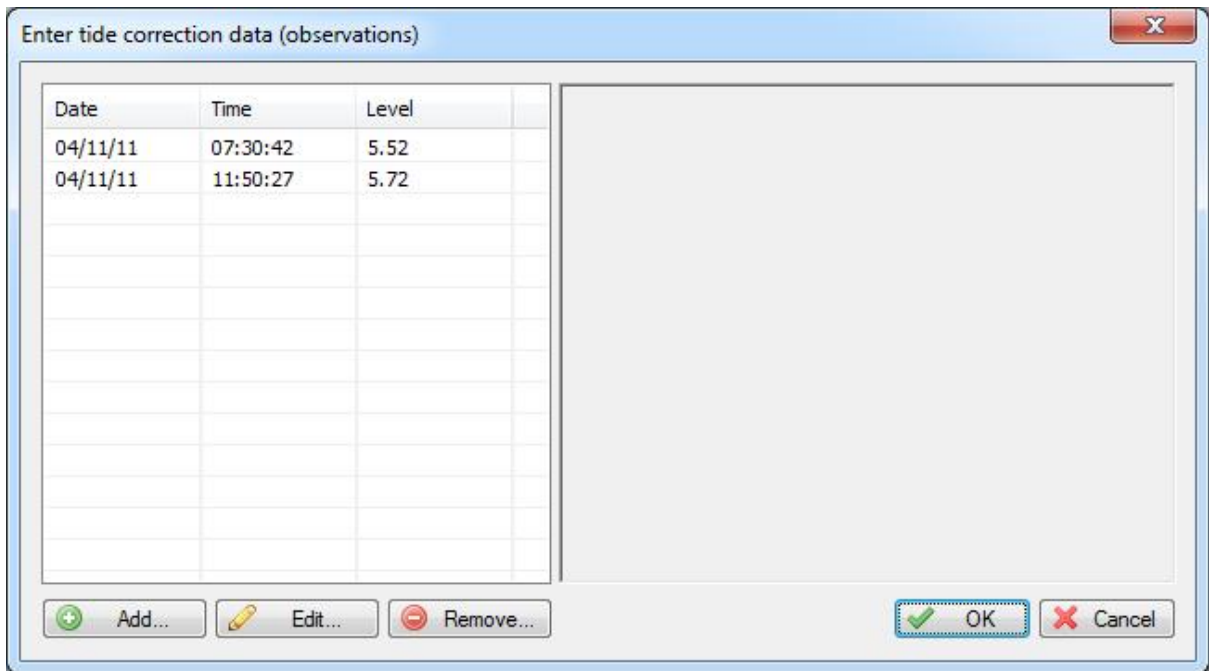 Enter tide correction data (observations)
Date Time Level
04/11/11 07:30:42 5.52
04/11/11 11:50:27 5.72
Add... Edit... Remove... OK Cancel